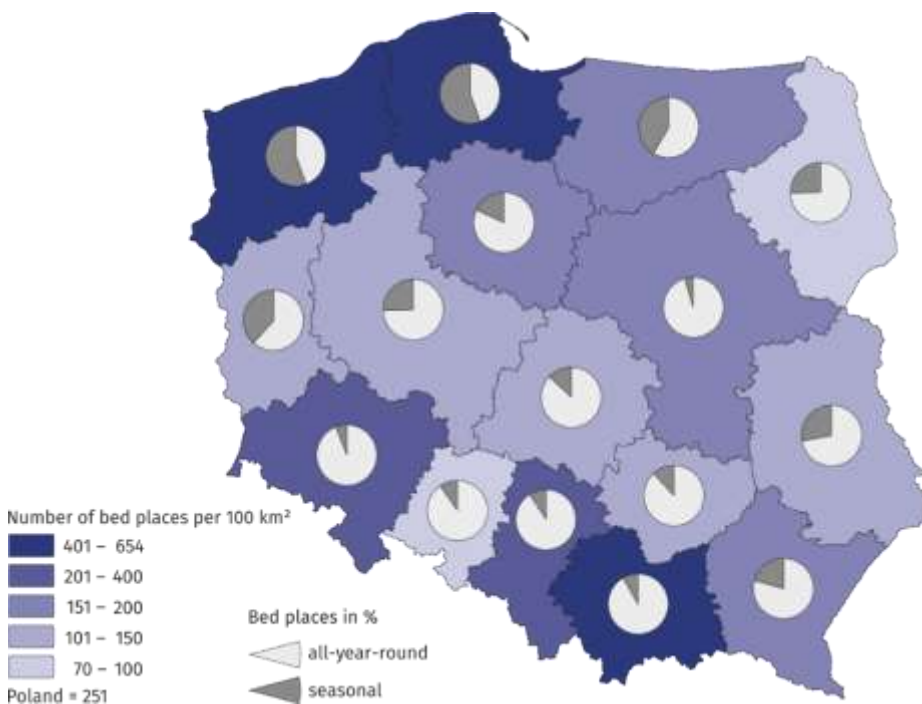 Number of bed places per 100 km²
401 – 654
201 – 400
151 – 200
101 – 150
70 – 100
Poland = 251
Bed places in %
all-year-round
seasonal